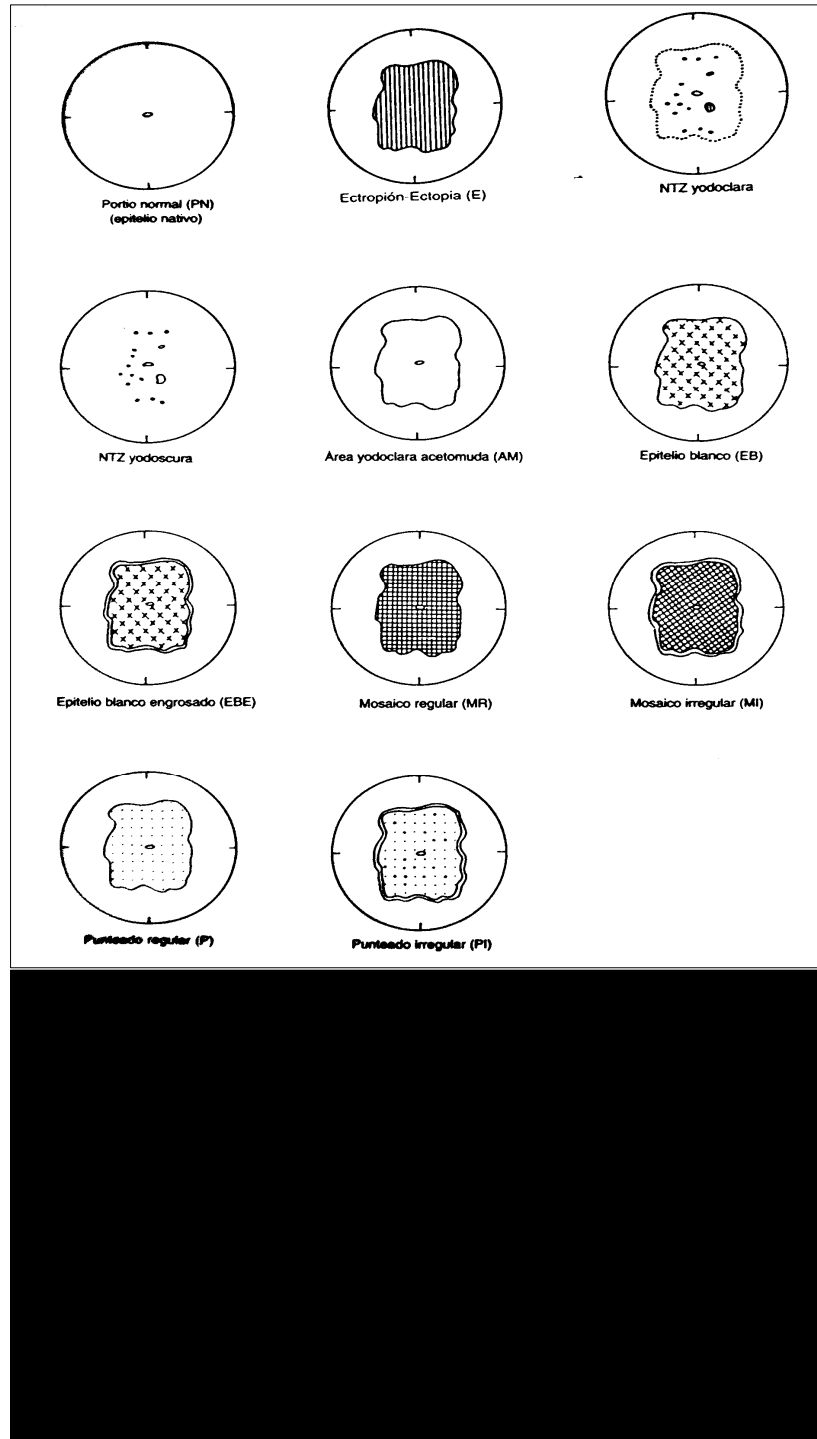 Portio normal (PN)
(epitelio nativo)
Ectropión-Ectopia (E)
NTZ yodoclara
NTZ yodoscura
Área yodoclara acetomuda (AM)
Epitelio blanco (EB)
Epitelio blanco engrosado (EBE)
Mosaico regular (MR)
Mosaico irregular (MI)
Punteado regular (P)
Punteado irregular (PI)